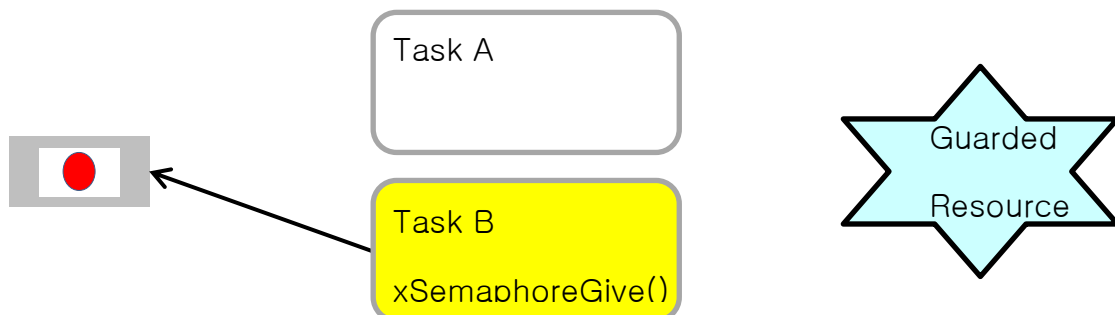 Task A
Guarded
Resource
Task B
xSemaphoreGive()